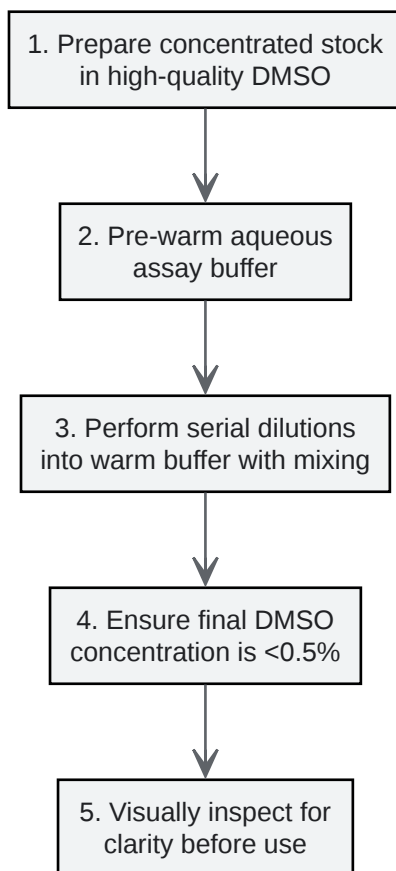 1. Prepare concentrated stock
in high-quality DMSO
2. Pre-warm aqueous
assay buffer
3. Perform serial dilutions
into warm buffer with mixing
4. Ensure final DMSO
concentration is <0.5%
5. Visually inspect for
clarity before use